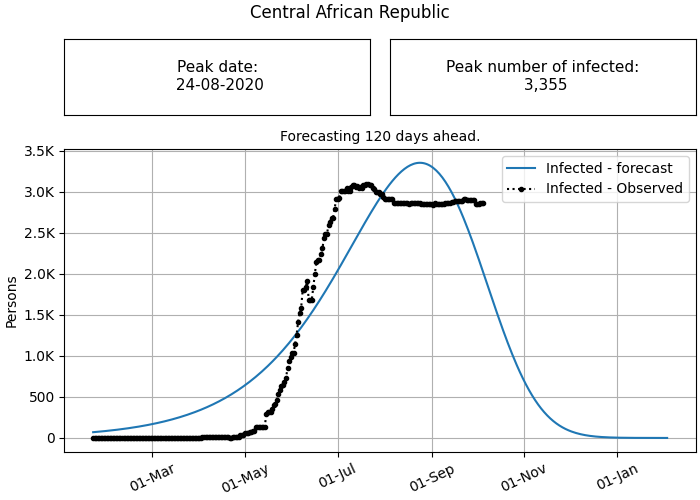 Central African Republic
Peak date:
24-08-2020
Peak number of infected:
3,355
Forecasting 120 days ahead.
3.5K
3.0K
2.5K
2.0K
1.5K
1.0K
500
0
Persons
Infected - forecast
Infected - Observed
01-Mar
01-May
01-Jul
01-Sep
01-Nov
01-Jan